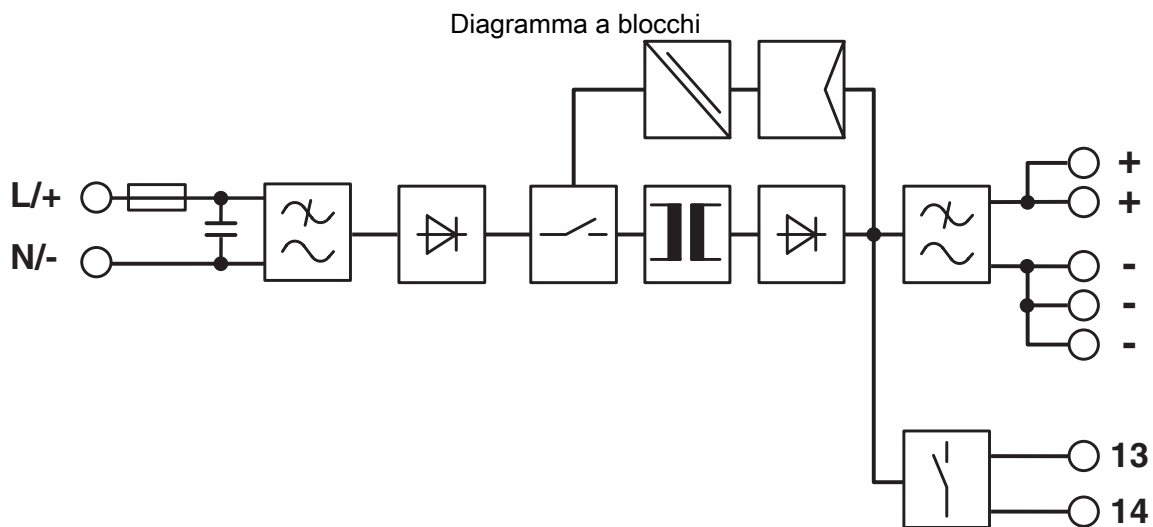 Diagramma a blocchi
L/+
N/-
+
+
-
-
-
13
14